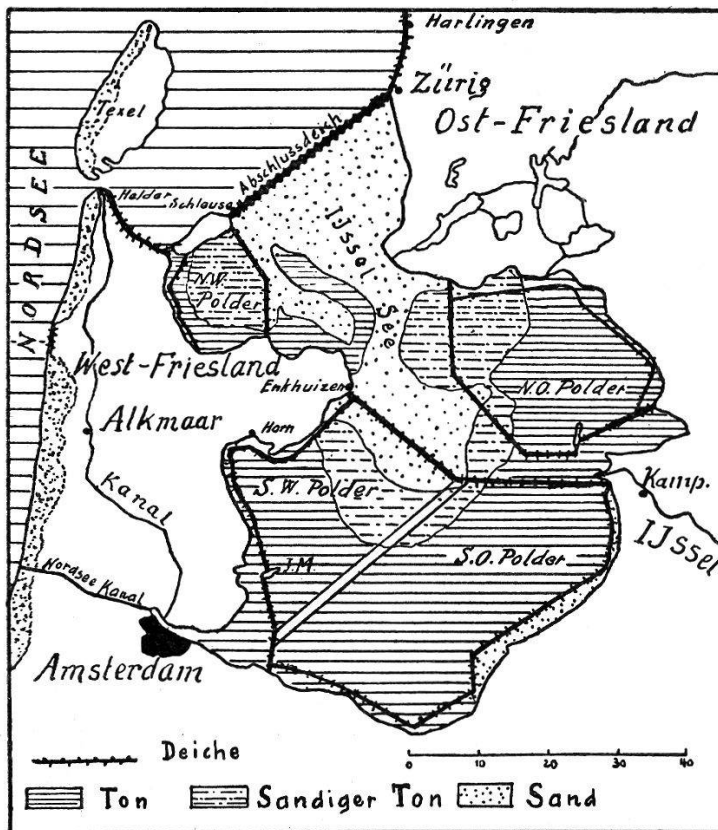 Harlingen
Zürig
Ost-Friesland
Texel
NORDSEE
Helder
Schleuse
Abschlussdeich
IJssel See
N.W. Polder
West-Friesland
Enkhuizen
N.O. Polder
Alkmaar
Horn
S.W. Polder
Kamp.
IJssel
Kanal
J.M.
S.O. Polder
Nordsee Kanal
Amsterdam
Deiche
0 10 20 30 40
Ton
Sandiger Ton
Sand